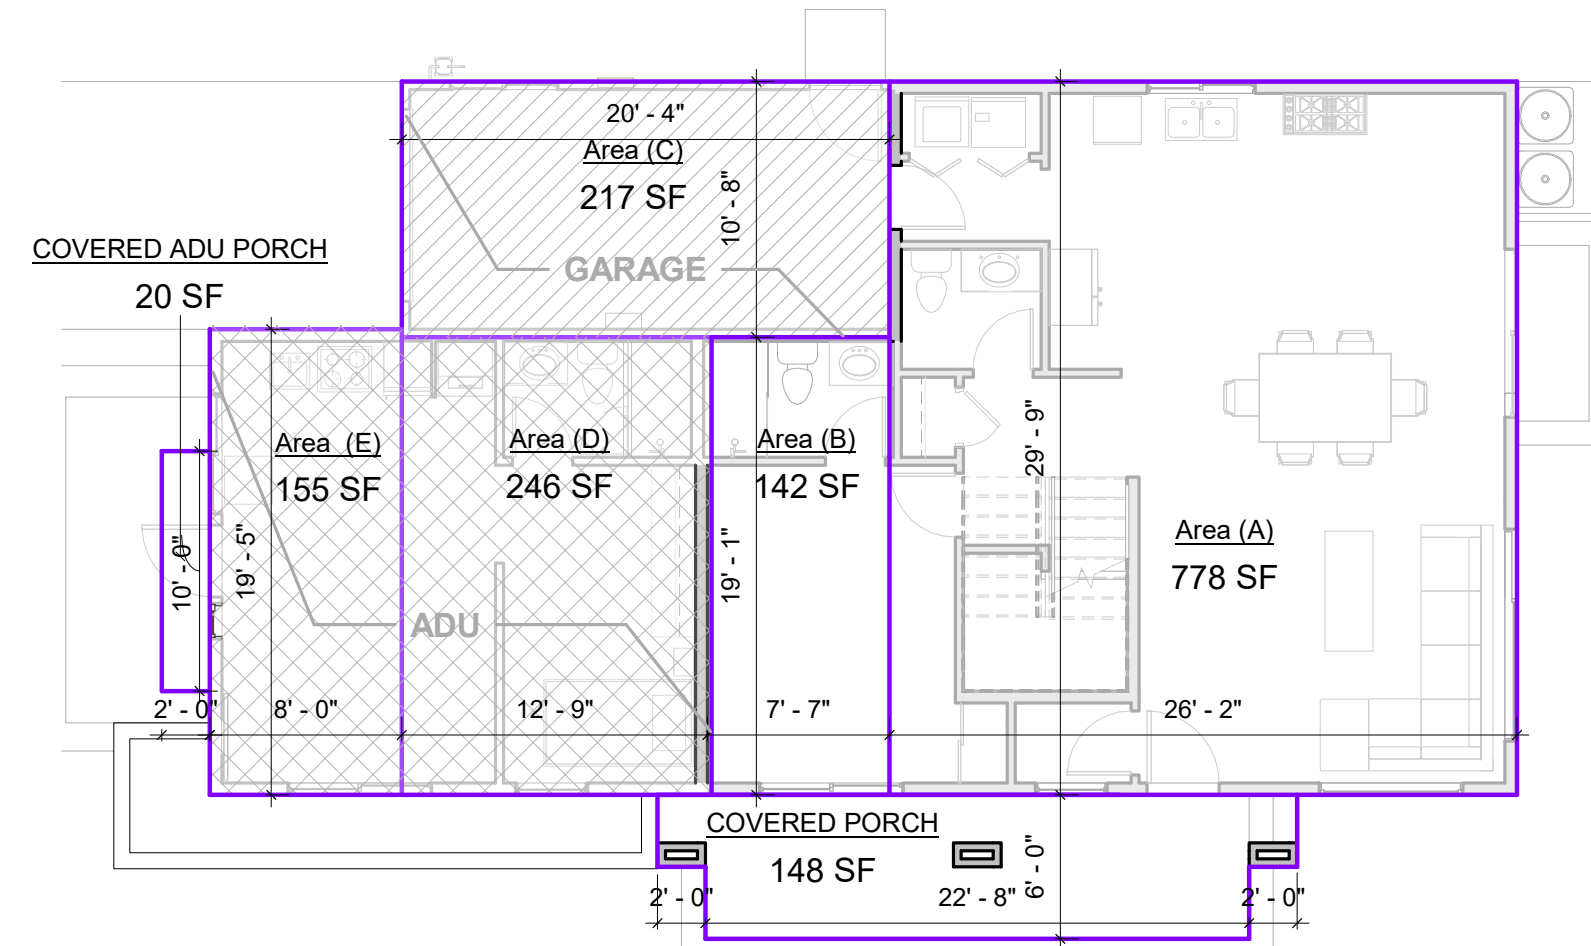 20' - 4"
Area (C)
217 SF
10' - 8"
COVERED ADU PORCH
20 SF
GARAGE
Area (E)
155 SF
Area (D)
246 SF
Area (B)
142 SF
29' - 9"
Area (A)
778 SF
10' - 0"
19' - 5"
19' - 1"
ADU
2' - 0"
8' - 0"
12' - 9"
7' - 7"
26' - 2"
COVERED PORCH
148 SF
6' - 0"
2' - 0"
22' - 8"
2' - 0"